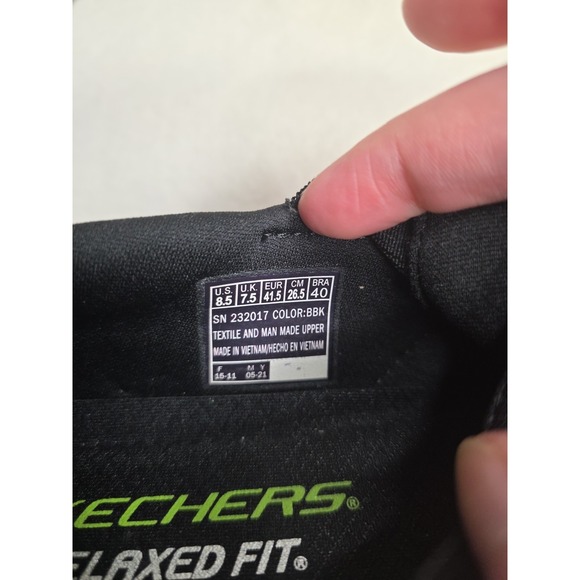 U.S. U.K. EUR CM BRA
8.5 7.5 41.5 26.5 40
SN 232017 COLOR:BBK
TEXTILE AND MAN MADE UPPER
MADE IN VIETNAM/HECHO EN VIETNAM
F M Y
15-11 05-21
KECHERS®
ELAXED FIT®